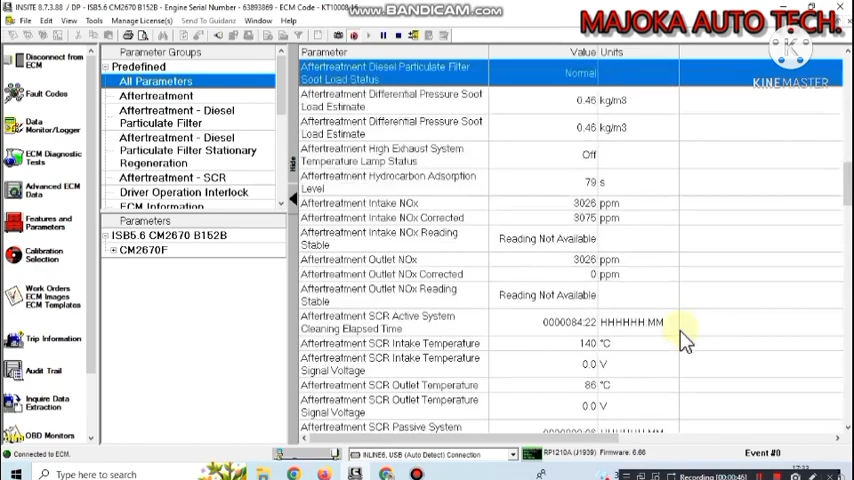 INSITE 8.7.3.88 / DP - ISB5.6 CM2670 B152B - Engine Serial Number - 63893869 - ECM Code - KT10008
www.BANDICAM.com
MAJOKA AUTO TECH.
File Edit View Tools Manage License(s) Send To Guidanz Window Help
KINEMASTER
Disconnect from
ECM
Fault Codes
Data
Monitor/Logger
ECM Diagnostic
Tests
Advanced ECM
Data
Features and
Parameters
Calibration
Selection
Work Orders
ECM Images
ECM Templates
Trip Information
Audit Trail
Inquire Data
Extraction
OBD Monitors
Parameter Groups
Predefined
All Parameters
Aftertreatment
Aftertreatment - Diesel
Particulate Filter
Aftertreatment - Diesel
Particulate Filter Stationary
Regeneration
Aftertreatment - SCR
Driver Operation Interlock
ECM Information
Parameters
ISB5.6 CM2670 B152B
CM2670F
Hide
Parameter Value Units
Aftertreatment Diesel Particulate Filter
Soot Load Status Normal
Aftertreatment Differential Pressure Soot
Load Estimate 0.46 kg/m3
Aftertreatment Differential Pressure Soot
Load Estimate 0.46 kg/m3
Aftertreatment High Exhaust System
Temperature Lamp Status Off
Aftertreatment Hydrocarbon Adsorption
Level 79 s
Aftertreatment Intake NOx 3026 ppm
Aftertreatment Intake NOx Corrected 3075 ppm
Aftertreatment Intake NOx Reading
Stable Reading Not Available
Aftertreatment Outlet NOx 3026 ppm
Aftertreatment Outlet NOx Corrected 0 ppm
Aftertreatment Outlet NOx Reading
Stable Reading Not Available
Aftertreatment SCR Active System
Cleaning Elapsed Time 0000084:22 HHHHHH:MM
Aftertreatment SCR Intake Temperature 140 °C
Aftertreatment SCR Intake Temperature
Signal Voltage 0.0 V
Aftertreatment SCR Outlet Temperature 86 °C
Aftertreatment SCR Outlet Temperature
Signal Voltage 0.0 V
Aftertreatment SCR Passive System
Connected to ECM.
INLINE6, USB (Auto Detect) Connection
RP1210A (J1939) Firmware: 6.66
Event #0
Type here to search
Recording [00:00:46]
17:33